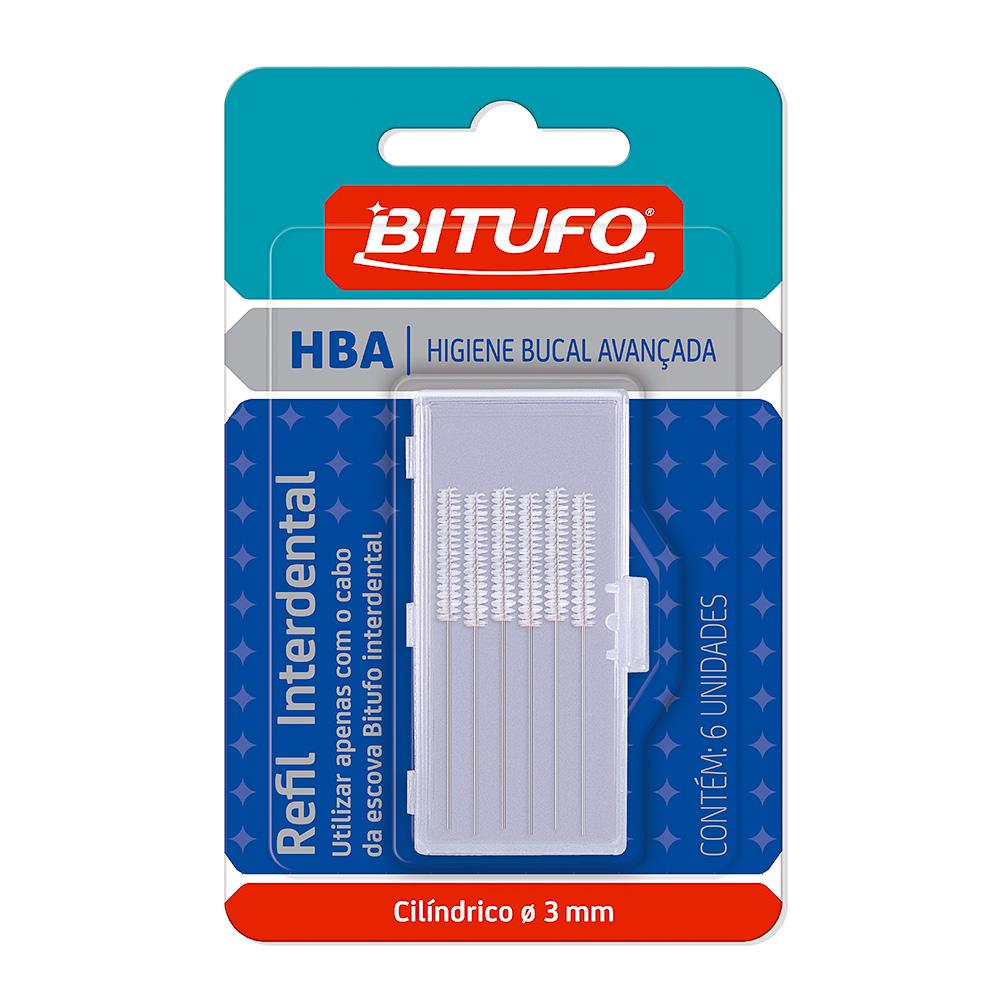 BITUFO®
HBA | HIGIENE BUCAL AVANÇADA
Refil Interdental
Utilizar apenas com o cabo
da escova Bitufo interdental
CONTÉM: 6 UNIDADES
Cilíndrico ø 3 mm